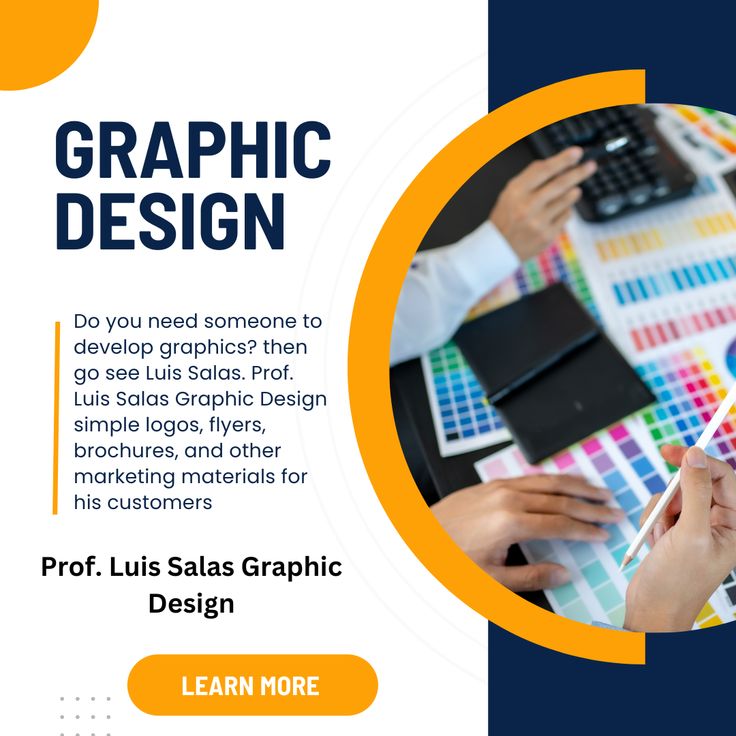 GRAPHIC
DESIGN
Do you need someone to
develop graphics? then
go see Luis Salas. Prof.
Luis Salas Graphic Design
simple logos, flyers,
brochures, and other
marketing materials for
his customers
Prof. Luis Salas Graphic
Design
LEARN MORE